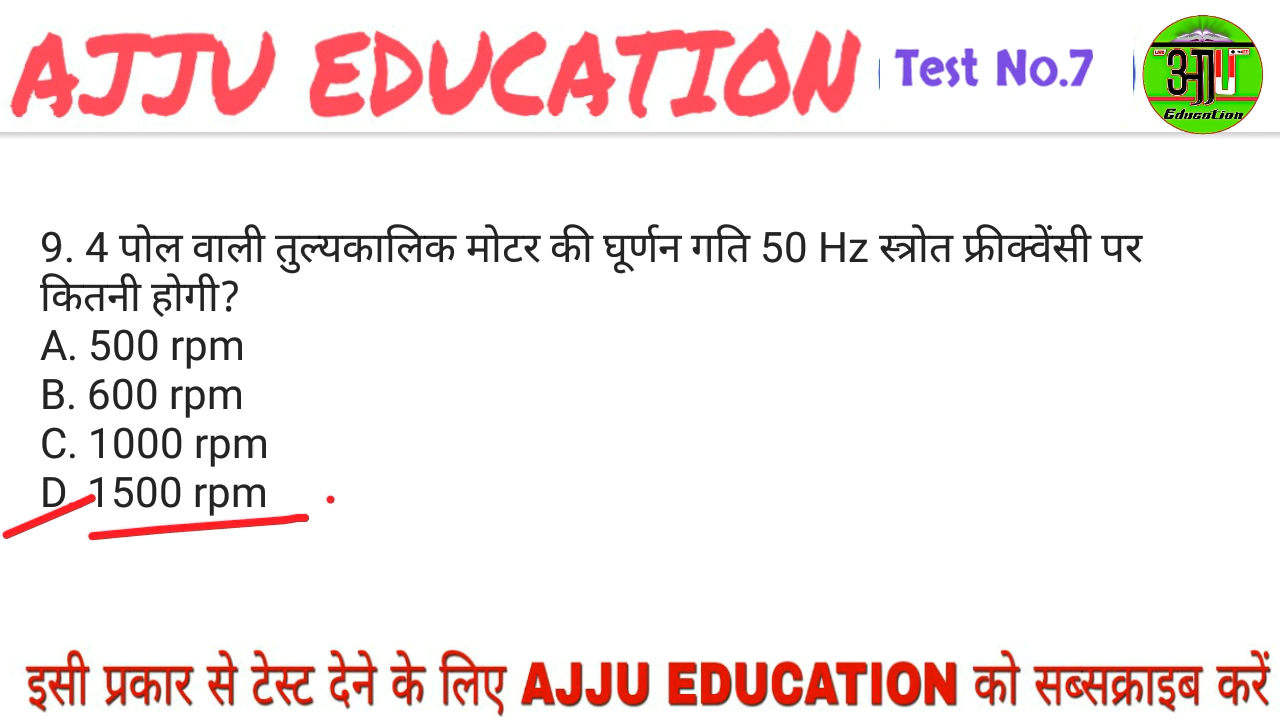 AJJU EDUCATION
Test No.7
आJJU
Education
9. 4 पोल वाली तुल्यकालिक मोटर की घूर्णन गति 50 Hz स्त्रोत फ्रीक्वेंसी पर
कितनी होगी?
A. 500 rpm
B. 600 rpm
C. 1000 rpm
D. 1500 rpm
इसी प्रकार से टेस्ट देने के लिए AJJU EDUCATION को सब्सक्राइब करें